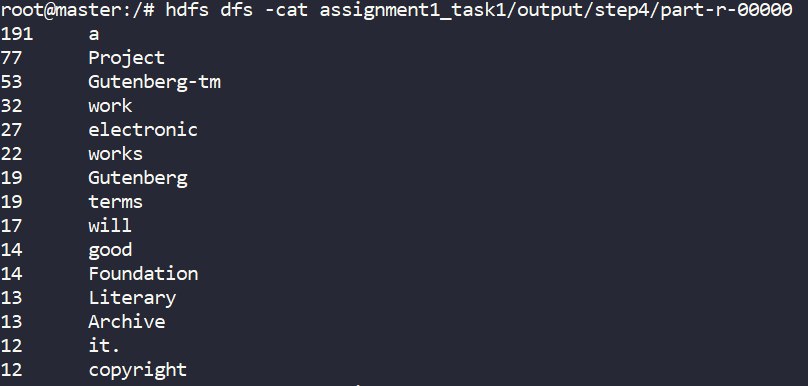 root@master:/# hdfs dfs -cat assignment1_task1/output/step4/part-r-00000
191 a
77 Project
53 Gutenberg-tm
32 work
27 electronic
22 works
19 Gutenberg
19 terms
17 will
14 good
14 Foundation
13 Literary
13 Archive
12 it.
12 copyright